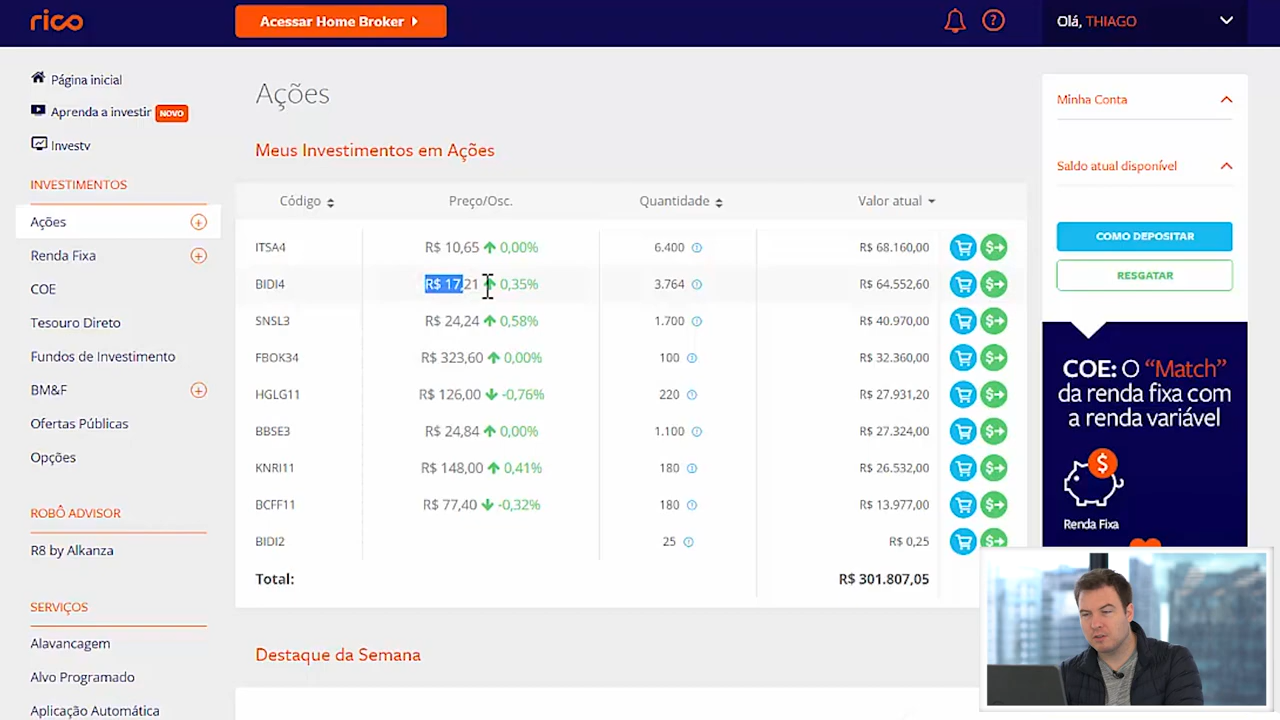 rico
Acessar Home Broker
?
Olá, THIAGO
Página inicial
Aprenda a investir NOVO
Investv
INVESTIMENTOS
Ações
Renda Fixa
COE
Tesouro Direto
Fundos de Investimento
BM&F
Ofertas Públicas
Opções
ROBÔ ADVISOR
R8 by Alkanza
SERVIÇOS
Alavancagem
Alvo Programado
Aplicação Automática
Ações
Meus Investimentos em Ações
Código Preço/Osc. Quantidade Valor atual
ITSA4 R$ 10,65 0,00% 6.400 R$ 68.160,00
BIDI4 R$ 17,21 0,35% 3.764 R$ 64.552,60
SNSL3 R$ 24,24 0,58% 1.700 R$ 40.970,00
FBOK34 R$ 323,60 0,00% 100 R$ 32.360,00
HGLG11 R$ 126,00 -0,76% 220 R$ 27.931,20
BBSE3 R$ 24,84 0,00% 1.100 R$ 27.324,00
KNRI11 R$ 148,00 0,41% 180 R$ 26.532,00
BCFF11 R$ 77,40 -0,32% 180 R$ 13.977,00
BIDI2 25 R$ 0,25
Total: R$ 301.807,05
Destaque da Semana
Minha Conta
Saldo atual disponível
COMO DEPOSITAR
RESGATAR
COE: O “Match”
da renda fixa com
a renda variável
$
Renda Fixa